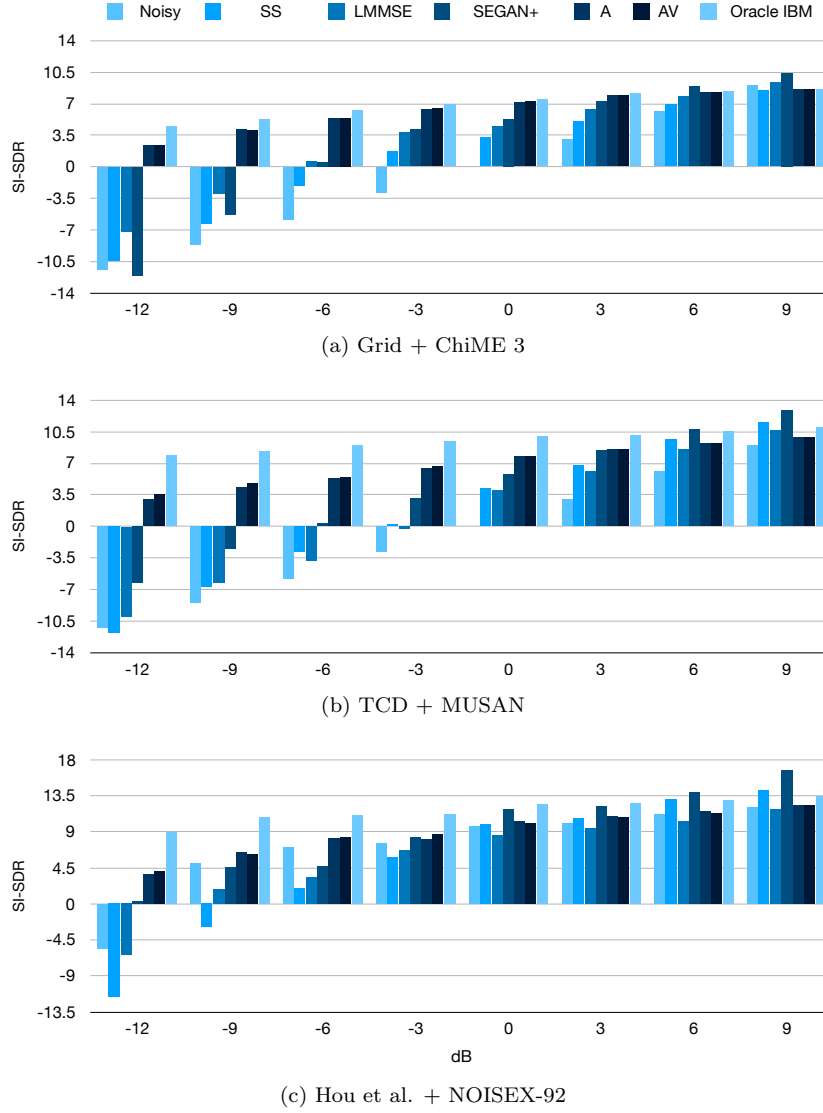 Noisy SS LMMSE SEGAN+ A AV Oracle IBM
14
10.5
7
3.5
0
-3.5
-7
-10.5
-14
SI-SDR
-12 -9 -6 -3 0 3 6 9
(a) Grid + ChiME 3
14
10.5
7
3.5
0
-3.5
-7
-10.5
-14
SI-SDR
-12 -9 -6 -3 0 3 6 9
(b) TCD + MUSAN
18
13.5
9
4.5
0
-4.5
-9
-13.5
SI-SDR
-12 -9 -6 -3 0 3 6 9
dB
(c) Hou et al. + NOISEX-92